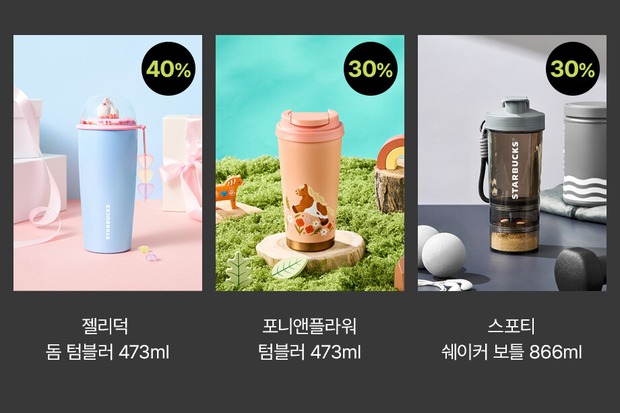 40%
30%
30%
STARBUCKS
STARBUCKS
젤리덕
돔 텀블러 473ml
포니앤플라워
텀블러 473ml
스포티
쉐이커 보틀 866ml